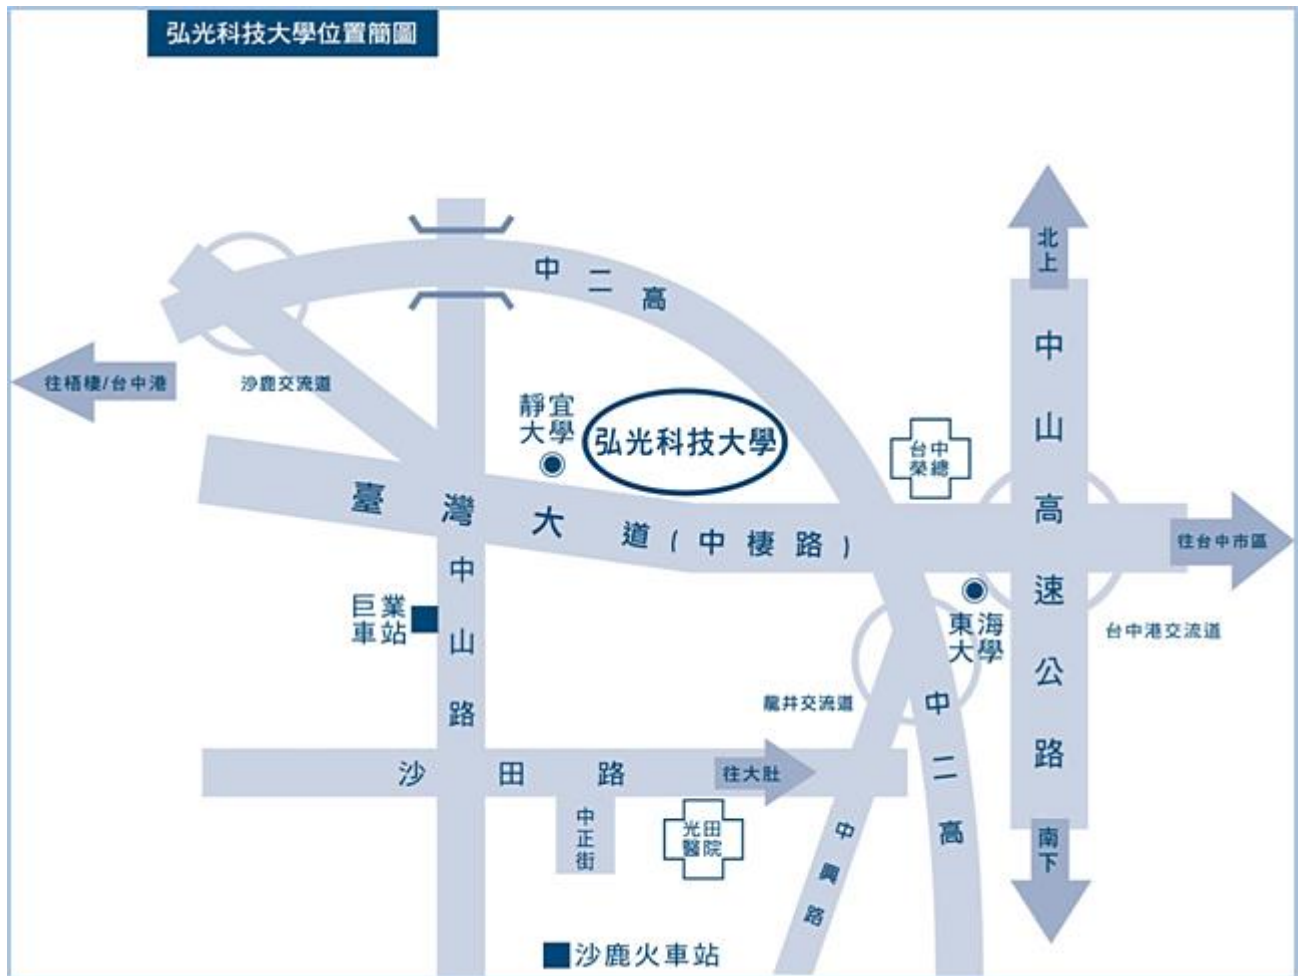 弘光科技大學位置簡圖
北上
中二高
中山高速公路
往梧棲/台中港
沙鹿交流道
靜宜
大學
弘光科技大學
台中
榮總
臺灣大道(中棲路)
往台中市區
中山路
巨業
車站
東海
大學
台中港交流道
龍井交流道
中二高
沙田路
往大肚
中正街
光田
醫院
中興路
南下
沙鹿火車站